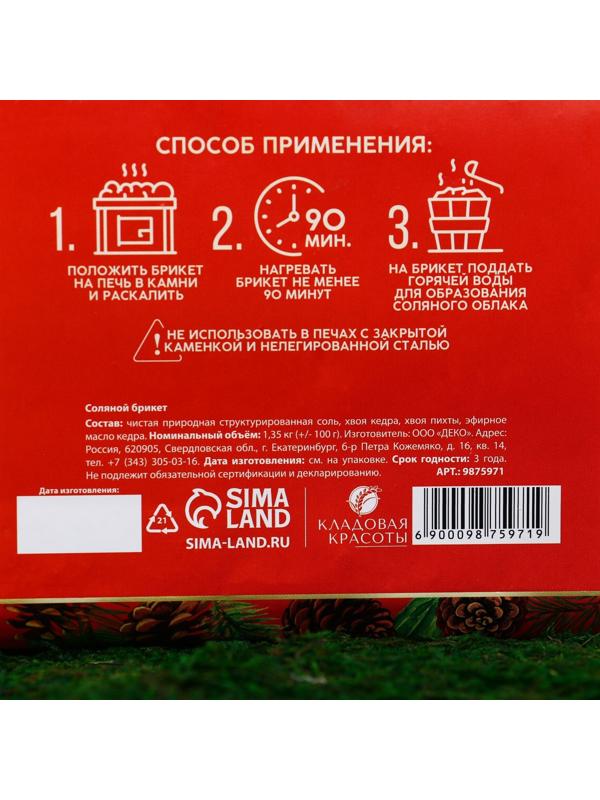 СПОСОБ ПРИМЕНЕНИЯ:
1.
ПОЛОЖИТЬ БРИКЕТ
НА ПЕЧЬ В КАМНИ
И РАСКАЛИТЬ
2.
90
МИН.
НАГРЕВАТЬ
БРИКЕТ НЕ МЕНЕЕ
90 МИНУТ
3.
НА БРИКЕТ ПОДДАТЬ
ГОРЯЧЕЙ ВОДЫ
ДЛЯ ОБРАЗОВАНИЯ
СОЛЯНОГО ОБЛАКА
! НЕ ИСПОЛЬЗОВАТЬ В ПЕЧАХ С ЗАКРЫТОЙ
КАМЕНКОЙ И НЕЛЕГИРОВАННОЙ СТАЛЬЮ
Соляной брикет
Состав: чистая природная структурированная соль, хвоя кедра, хвоя пихты, эфирное
масло кедра. Номинальный объём: 1,35 кг (+/- 100 г). Изготовитель: ООО «ДЕКО». Адрес:
Россия, 620905, Свердловская обл., г. Екатеринбург, б-р Петра Кожемяко, д. 16, кв. 14,
тел. +7 (343) 305-03-16. Дата изготовления: см. на упаковке. Срок годности: 3 года.
Не подлежит обязательной сертификации и декларированию.
АРТ.: 9875971
Дата изготовления:
21
SIMA
LAND
SIMA-LAND.RU
КЛАДОВАЯ
КРАСОТЫ
6 900098 759719